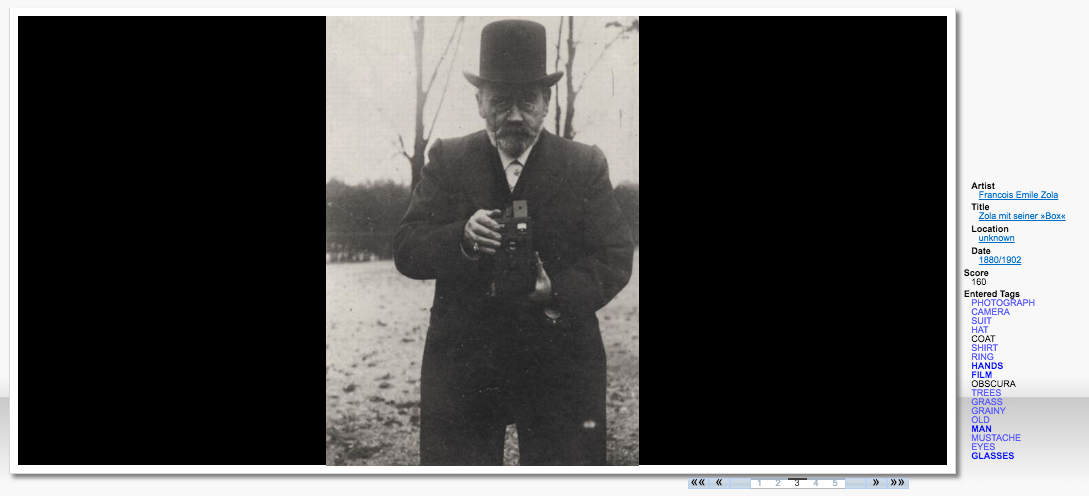 Artist
Francois Emile Zola
Title
Zola mit seiner »Box«
Location
unknown
Date
1880/1902
Score
160
Entered Tags
PHOTOGRAPH
CAMERA
SUIT
HAT
COAT
SHIRT
RING
HANDS
FILM
OBSCURA
TREES
GRASS
GRAINY
OLD
MAN
MUSTACHE
EYES
GLASSES
«« « 1 2 3 4 5 » »»